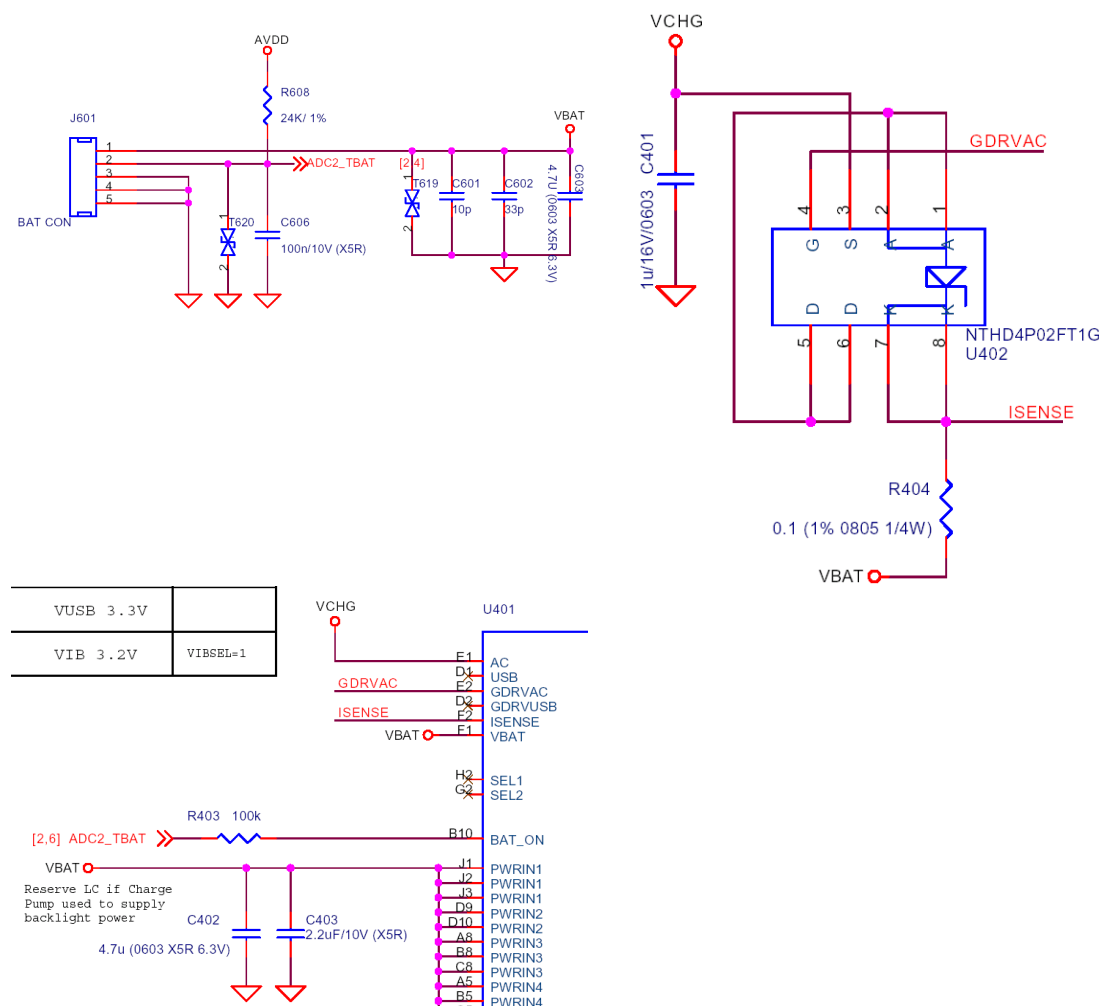 AVDD
R608
24K/ 1%
J601
1
2
3
4
5
BAT CON
ADC2_TBAT
[2,4]
VBAT
T619
1
2
C601
10p
C602
33p
C603
4.7U (0603 X5R 6.3V)
T620
1
2
C606
100n/10V (X5R)
VCHG
C401
1u/16V/0603
GDRVAC
4
3
2
1
G
S
A
A
D
D
K
K
5
6
7
8
NTHD4P02FT1G
U402
ISENSE
R404
0.1 (1% 0805 1/4W)
VBAT
VUSB 3.3V
VIB 3.2V
VIBSEL=1
VCHG
U401
E1
AC
D1
USB
GDRVAC
E2
GDRVAC
D2
GDRVUSB
ISENSE
F2
ISENSE
VBAT
F1
VBAT
H2
SEL1
G2
SEL2
R403 100k
[2,6] ADC2_TBAT
B10
BAT_ON
VBAT
J1
PWRIN1
J2
PWRIN1
J3
PWRIN1
D9
PWRIN2
D10
PWRIN2
A8
PWRIN3
B8
PWRIN3
C8
PWRIN3
A5
PWRIN4
B5
PWRIN4
Reserve LC if Charge
Pump used to supply
backlight power
C402
4.7u (0603 X5R 6.3V)
C403
2.2uF/10V (X5R)